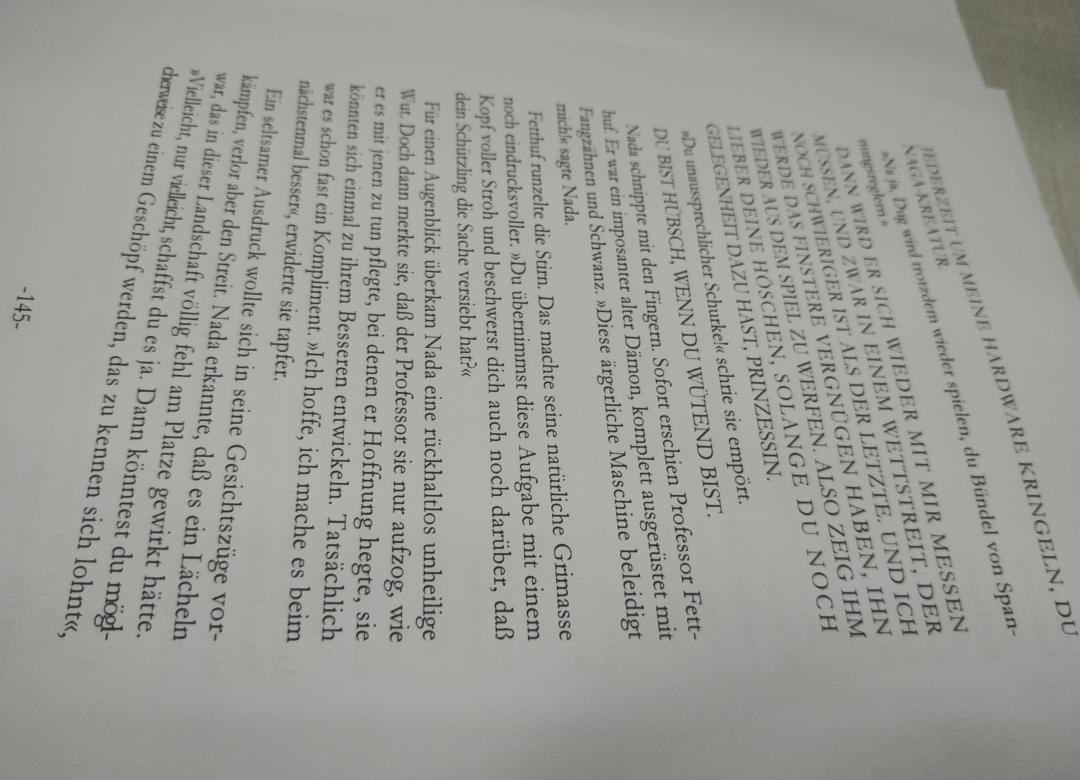 JEDERZEIT UM MEINE HARDWARE KRINGELN, DU
NAGAKREATUR.
»Na ja, Dug wird trotzdem wieder spielen, du Bündel von Span-
nungsreglern.«
DANN WIRD ER SICH WIEDER MIT MIR MESSEN
MÜSSEN, UND ZWAR IN EINEM WETTSTREIT, DER
NOCH SCHWIERIGER IST ALS DER LETZTE. UND ICH
WERDE DAS FINSTERE VERGNÜGEN HABEN, IHN
WIEDER AUS DEM SPIEL ZU WERFEN. ALSO ZEIG IHM
LIEBER DEINE HÖSCHEN, SOLANGE DU NOCH
GELEGENHEIT DAZU HAST, PRINZESSIN.
»Du unaussprechlicher Schurke!« schrie sie empört.
DU BIST HÜBSCH, WENN DU WÜTEND BIST.
Nada schnippte mit den Fingern. Sofort erschien Professor Fett-
huf. Er war ein imposanter alter Dämon, komplett ausgerüstet mit
Fangzähnen und Schwanz. »Diese ärgerliche Maschine beleidigt
mich!« sagte Nada.
Fetthuf runzelte die Stirn. Das machte seine natürliche Grimasse
noch eindrucksvoller. »Du übernimmst diese Aufgabe mit einem
Kopf voller Stroh und beschwerst dich auch noch darüber, daß
dein Schützling die Sache versiebt hat?«
Für einen Augenblick überkam Nada eine rückhaltlos unheilige
Wut. Doch dann merkte sie, daß der Professor sie nur aufzog, wie
er es mit jenen zu tun pflegte, bei denen er Hoffnung hegte, sie
könnten sich einmal zu ihrem Besseren entwickeln. Tatsächlich
war es schon fast ein Kompliment. »Ich hoffe, ich mache es beim
nächstenmal besser«, erwiderte sie tapfer.
Ein seltsamer Ausdruck wollte sich in seine Gesichtszüge vor-
kämpfen, verlor aber den Streit. Nada erkannte, daß es ein Lächeln
war, das in dieser Landschaft völlig fehl am Platze gewirkt hätte.
»Vielleicht, nur vielleicht, schaffst du es ja. Dann könntest du mögl-
cherweise zu einem Geschöpf werden, das zu kennen sich lohnt«,
-145-